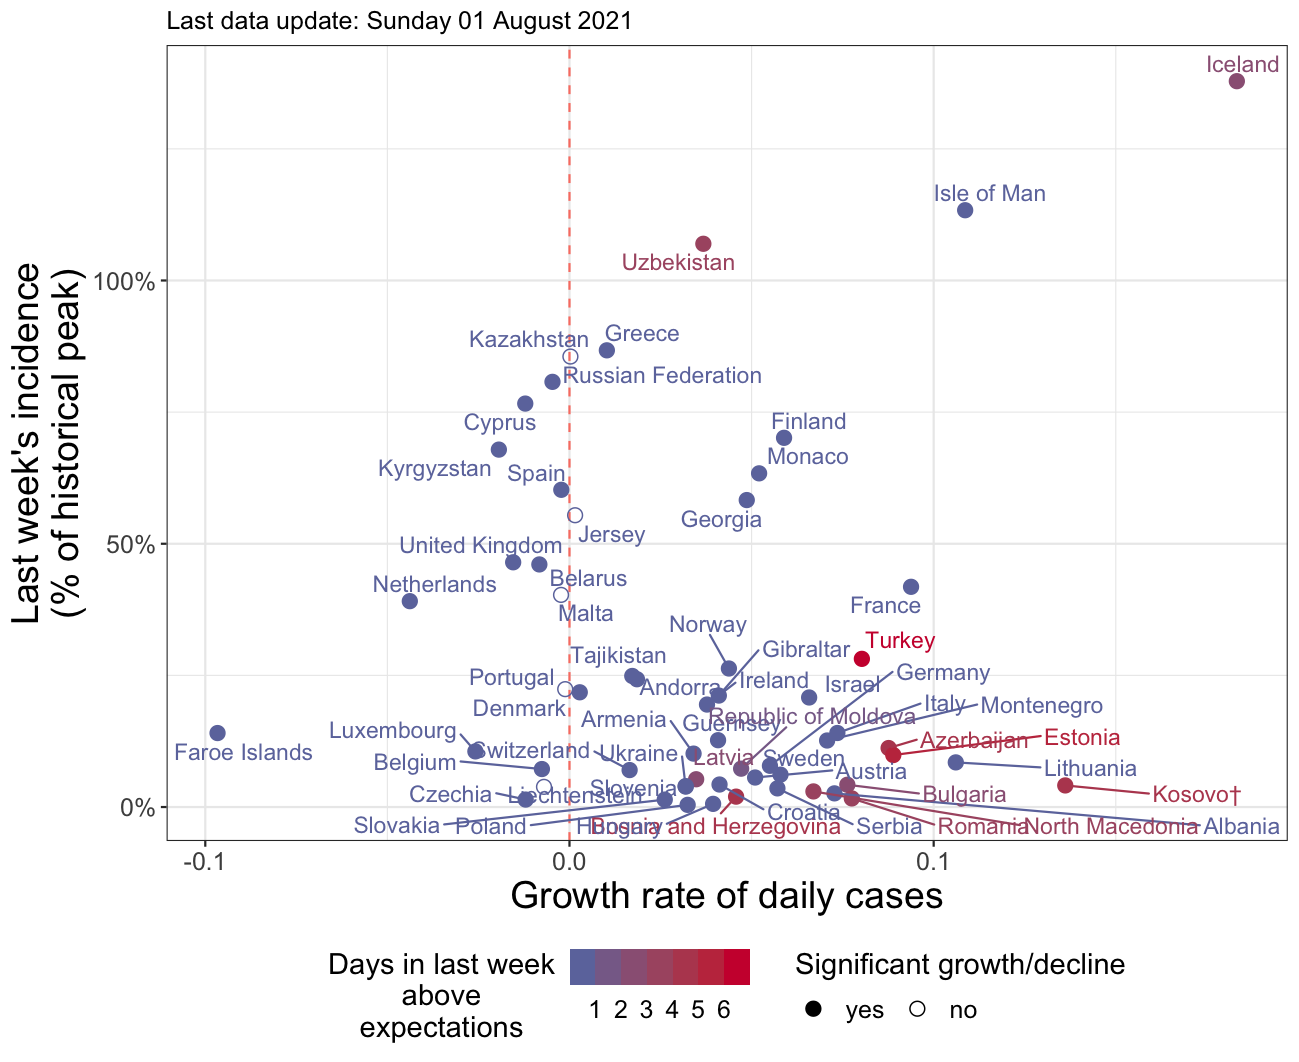 Last data update: Sunday 01 August 2021
Last week's incidence
(% of historical peak)
100%
50%
0%
Iceland
Isle of Man
Uzbekistan
Kazakhstan
Greece
Russian Federation
Cyprus
Finland
Kyrgyzstan
Spain
Monaco
Georgia
Jersey
United Kingdom
Netherlands
Belarus
Malta
France
Norway
Turkey
Tajikistan
Gibraltar
Portugal
Andorra
Ireland
Israel
Germany
Denmark
Armenia
Guernsey
Republic of Moldova
Italy
Montenegro
Luxembourg
Faroe Islands
Switzerland
Ukraine
Latvia
Azerbaijan
Estonia
Belgium
Sweden
Austria
Lithuania
Czechia
Liechtenstein
Slovenia
Croatia
Bulgaria
Kosovo†
Slovakia
Poland
Hungary
Bosnia and Herzegovina
Serbia
Romania
North Macedonia
Albania
-0.1
0.0
0.1
Growth rate of daily cases
Days in last week
above
expectations
1 2 3 4 5 6
Significant growth/decline
yes
no